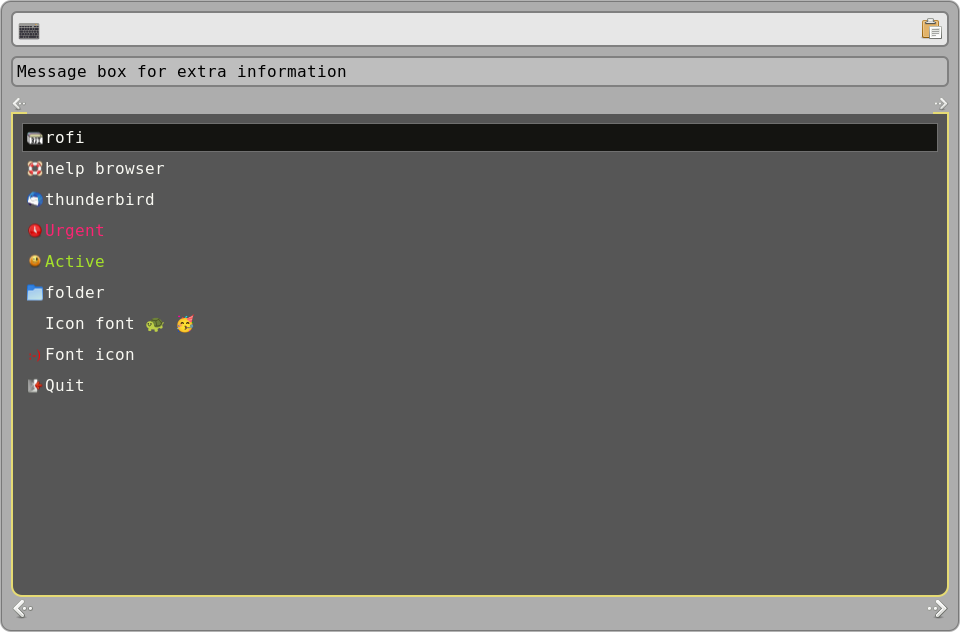 Message box for extra information
rofi
help browser
thunderbird
Urgent
Active
folder
Icon font 🐢 🥳
Font icon
Quit